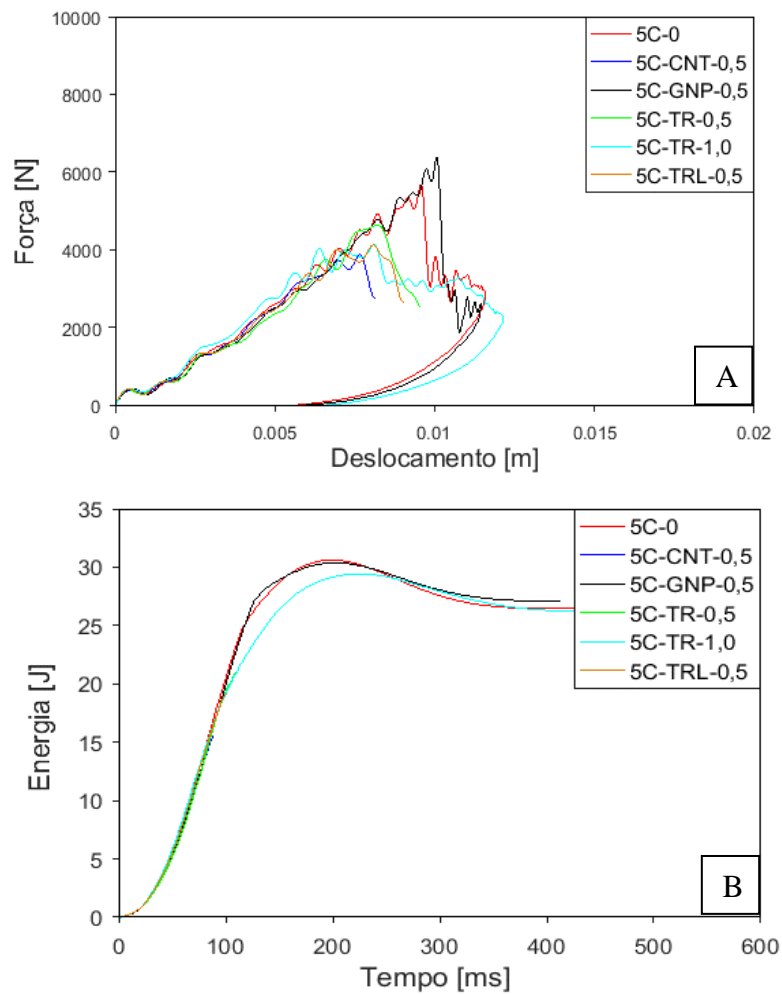 10000
8000
6000
4000
2000
0
Força [N]
0
0.005
0.01
0.015
0.02
Deslocamento [m]
5C-0
5C-CNT-0,5
5C-GNP-0,5
5C-TR-0,5
5C-TR-1,0
5C-TRL-0,5
A
35
30
25
20
15
10
5
0
Energia [J]
0
100
200
300
400
500
600
Tempo [ms]
5C-0
5C-CNT-0,5
5C-GNP-0,5
5C-TR-0,5
5C-TR-1,0
5C-TRL-0,5
B